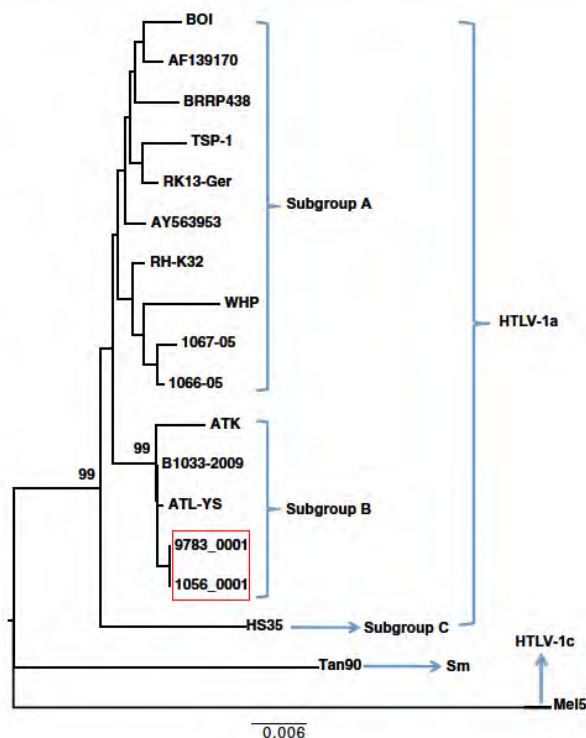 BOI
AF139170
BRRP438
TSP-1
RK13-Ger
Subgroup A
AY563953
RH-K32
WHP
HTLV-1a
1067-05
1066-05
ATK
99
B1033-2009
99
ATL-YS
Subgroup B
9783_0001
1056_0001
HS35
Subgroup C
HTLV-1c
Tan90
Sm
Mel5
0.006